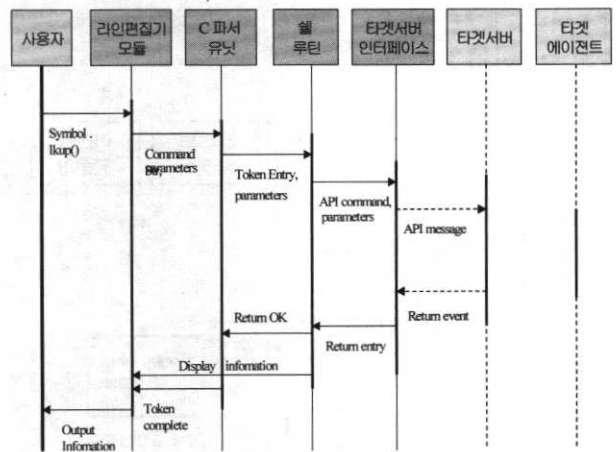 사용자
라인편집기
모듈
C 파서
유닛
쉘
루틴
타겟서버
인터페이스
타겟서버
타겟
에이젼트
Symbol .
lkup()
Command
parameters
Token Entry,
parameters
API command,
parameters
API message
Return event
Return entry
Return OK
Display infomation
Token
complete
Output
Infomation